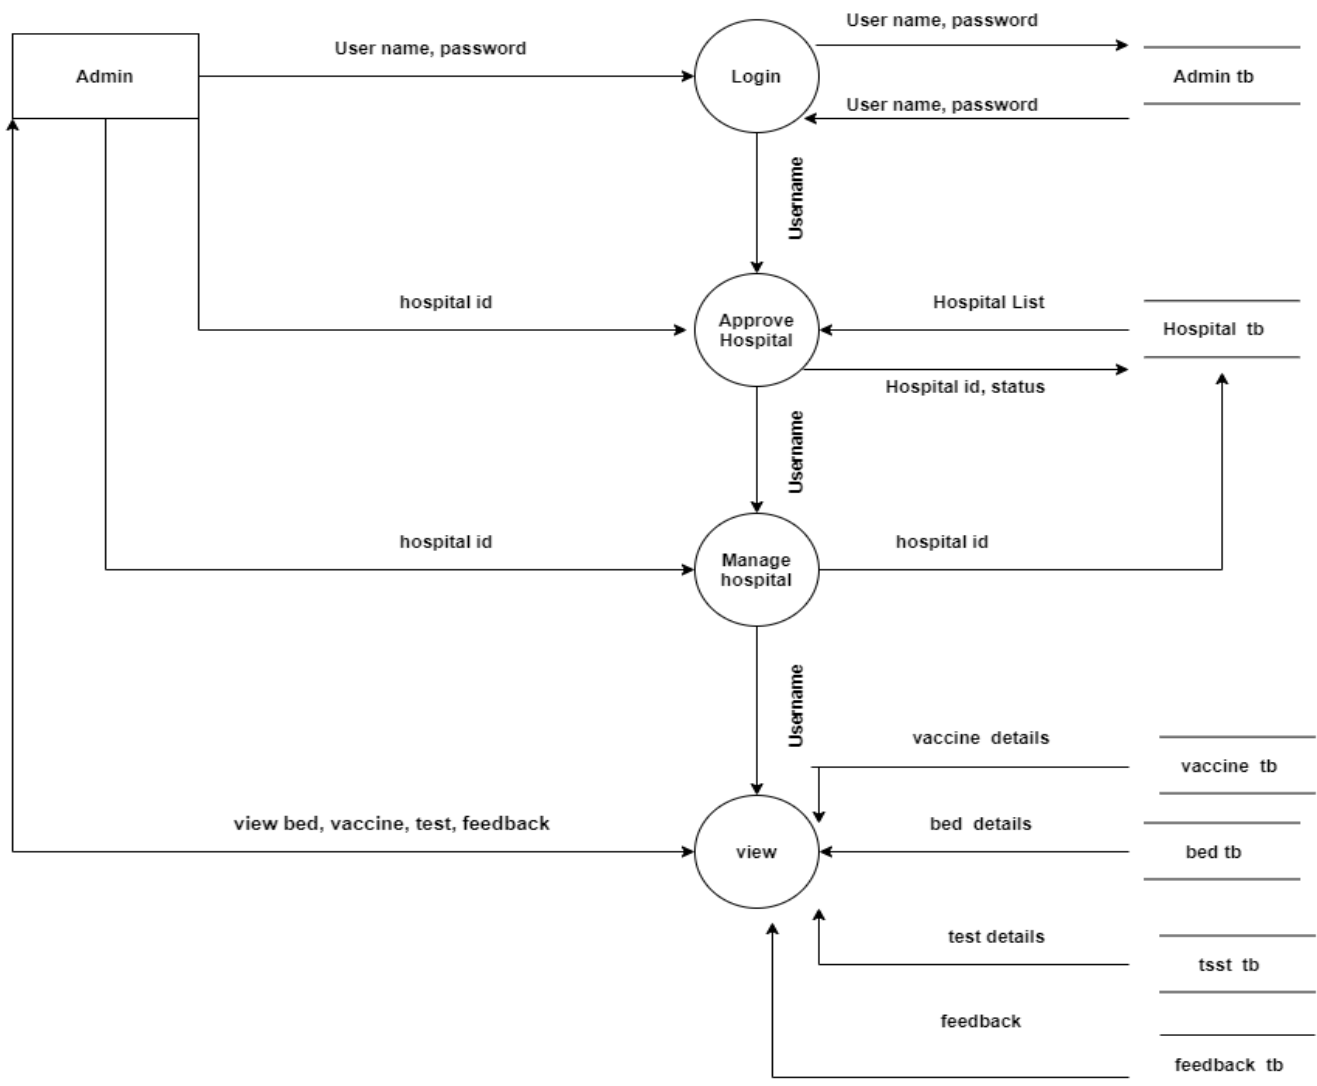 User name, password
User name, password
Admin
Login
Admin tb
User name, password
Username
hospital id
Hospital List
Approve
Hospital
Hospital tb
Hospital id, status
Username
hospital id
hospital id
Manage
hospital
Username
vaccine details
vaccine tb
view bed, vaccine, test, feedback
bed details
view
bed tb
test details
tsst tb
feedback
feedback tb